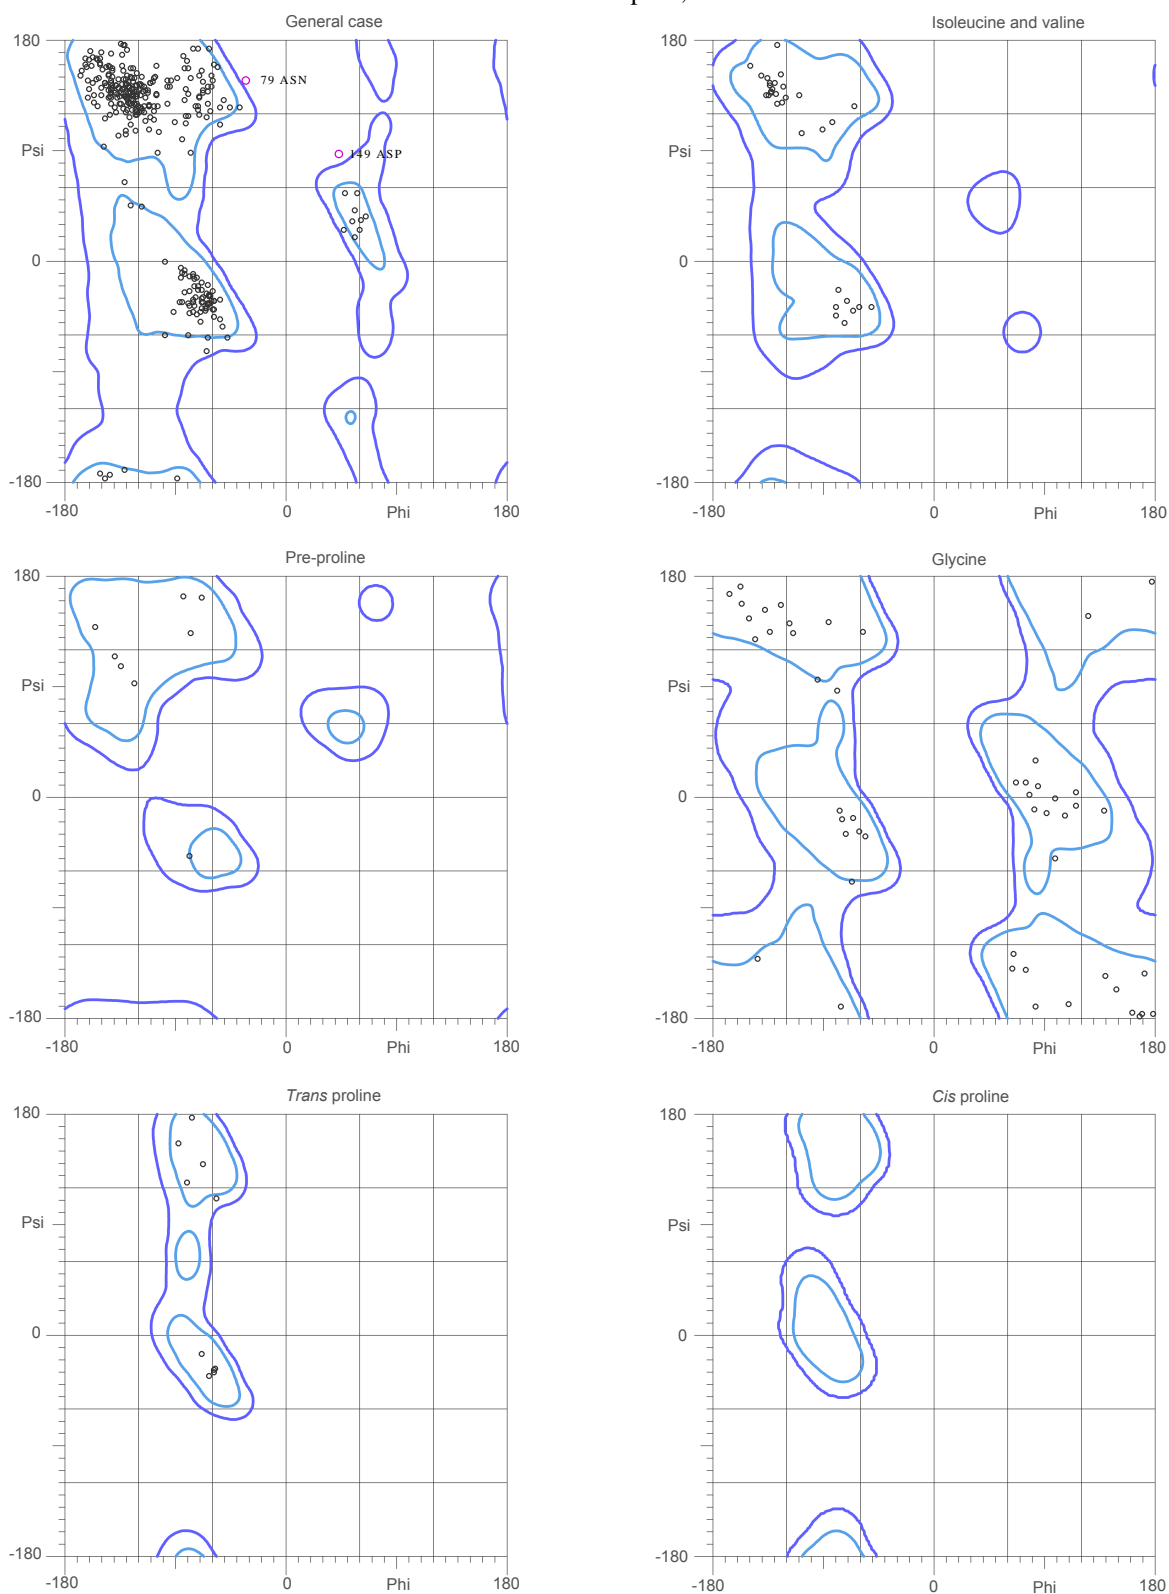 General case
180
79 ASN
149 ASP
Psi
0
-180
-180
0
Phi
180
Isoleucine and valine
180
Psi
0
-180
-180
0
Phi
180
Pre-proline
180
Psi
0
-180
-180
0
Phi
180
Glycine
180
Psi
0
-180
-180
0
Phi
180
Trans proline
180
Psi
0
-180
-180
0
Phi
180
Cis proline
180
Psi
0
-180
-180
0
Phi
180